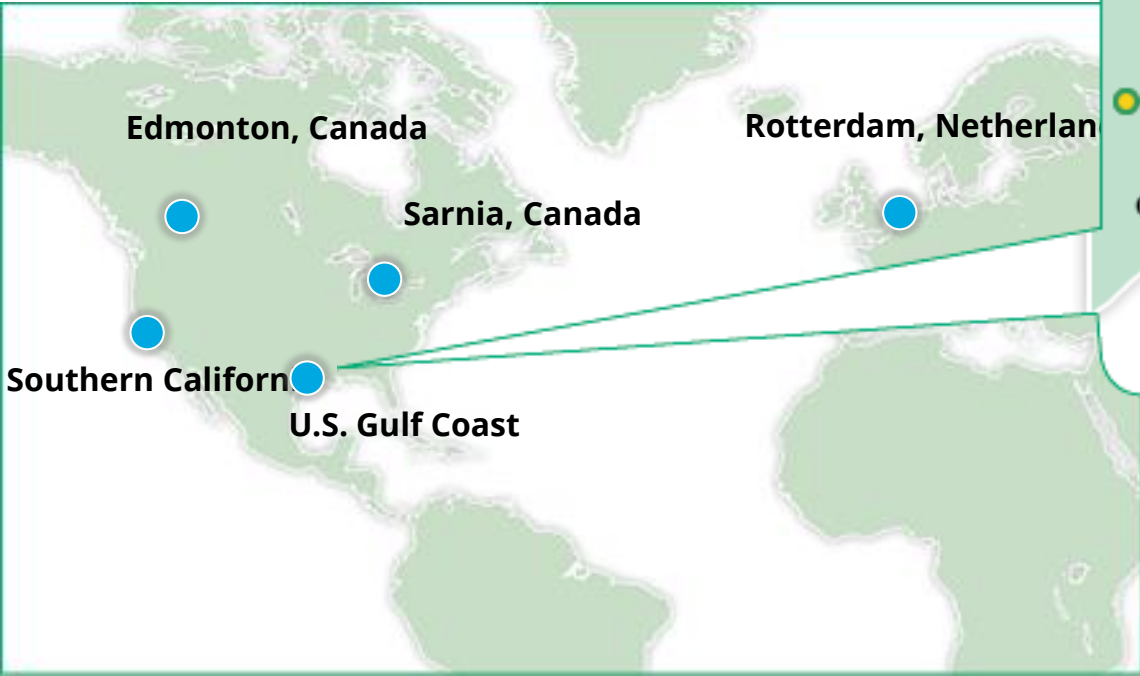 Edmonton, Canada
Rotterdam, Netherlan
Sarnia, Canada
Southern Californ
U.S. Gulf Coast